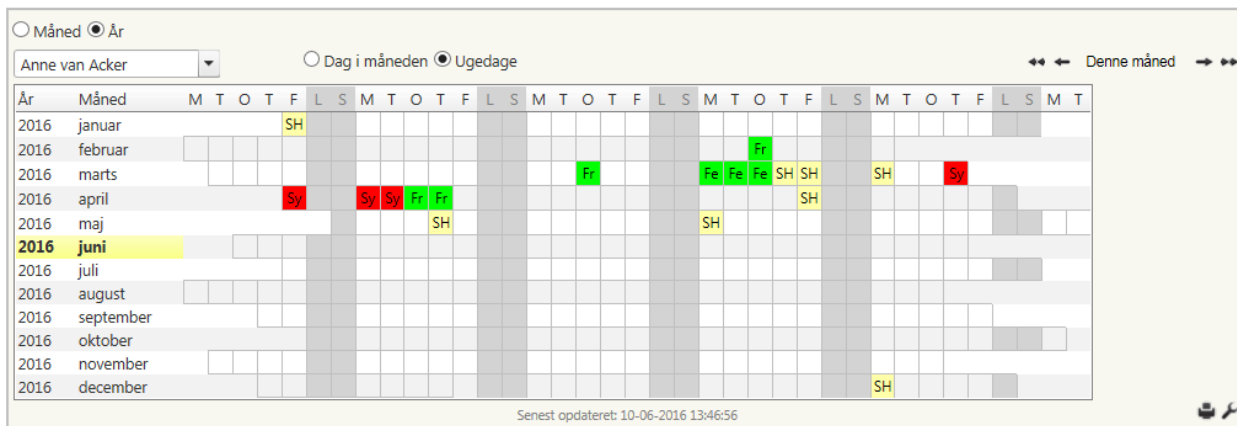 Måned År
Anne van Acker Dag i måneden Ugedage Denne måned
År Måned M T O T F L S M T O T F L S M T O T F L S M T O T F L S M T O T F L S M T
2016 januar SH
2016 februar Fr
2016 marts Fr Fe Fe Fe SH SH SH Sy
2016 april Sy Sy Sy Fr Fr SH
2016 maj SH SH
2016 juni
2016 juli
2016 august
2016 september
2016 oktober
2016 november
2016 december SH
Senest opdateret: 10-06-2016 13:46:56